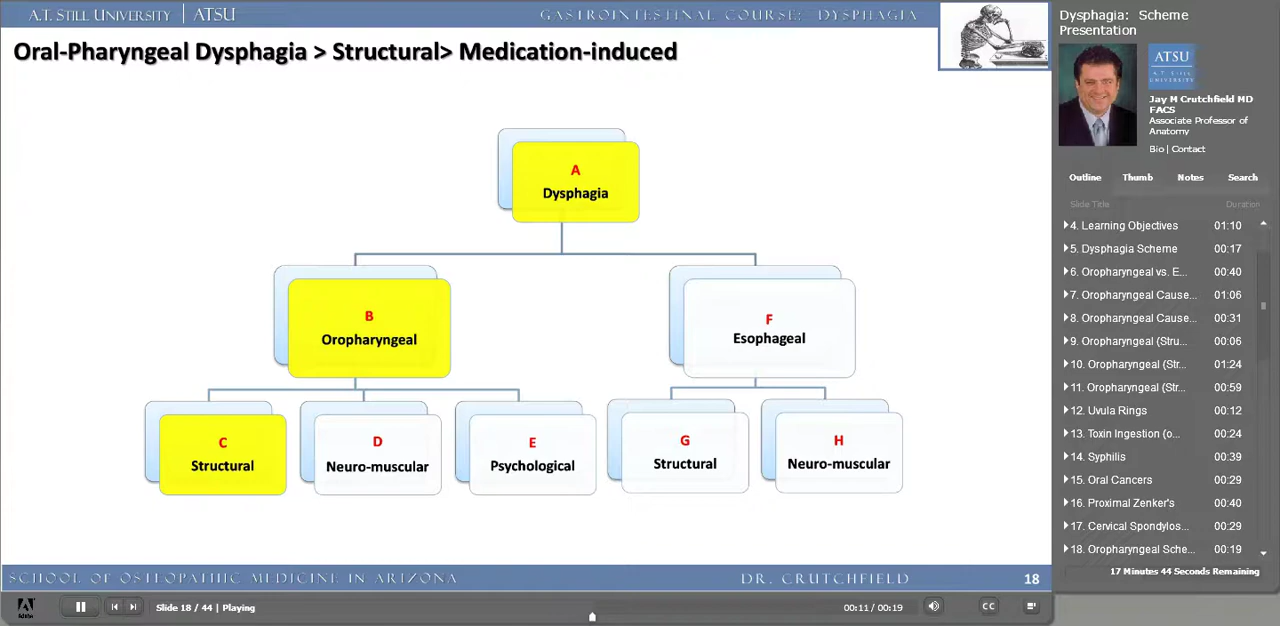 A.T. STILL UNIVERSITY | ATSU
GASTROINTESTINAL COURSE: DYSPHAGIA
Oral-Pharyngeal Dysphagia > Structural> Medication-induced
A
Dysphagia
B
Oropharyngeal
F
Esophageal
C
Structural
D
Neuro-muscular
E
Psychological
G
Structural
H
Neuro-muscular
SCHOOL OF OSTEOPATHIC MEDICINE IN ARIZONA
DR. CRUTCHFIELD
18
Adobe
Slide 18 / 44 | Playing
00:11 / 00:19
CC
Dysphagia: Scheme
Presentation
ATSU
A.T. STILL
UNIVERSITY
Jay M Crutchfield MD
FACS
Associate Professor of
Anatomy
Bio | Contact
Outline Thumb Notes Search
Slide Title Duration
4. Learning Objectives 01:10
5. Dysphagia Scheme 00:17
6. Oropharyngeal vs. E... 00:40
7. Oropharyngeal Cause... 01:06
8. Oropharyngeal Cause... 00:31
9. Oropharyngeal (Stru... 00:06
10. Oropharyngeal (Str... 01:24
11. Oropharyngeal (Str... 00:59
12. Uvula Rings 00:12
13. Toxin Ingestion (o... 00:24
14. Syphilis 00:39
15. Oral Cancers 00:29
16. Proximal Zenker's 00:40
17. Cervical Spondylos... 00:29
18. Oropharyngeal Sche... 00:19
17 Minutes 44 Seconds Remaining